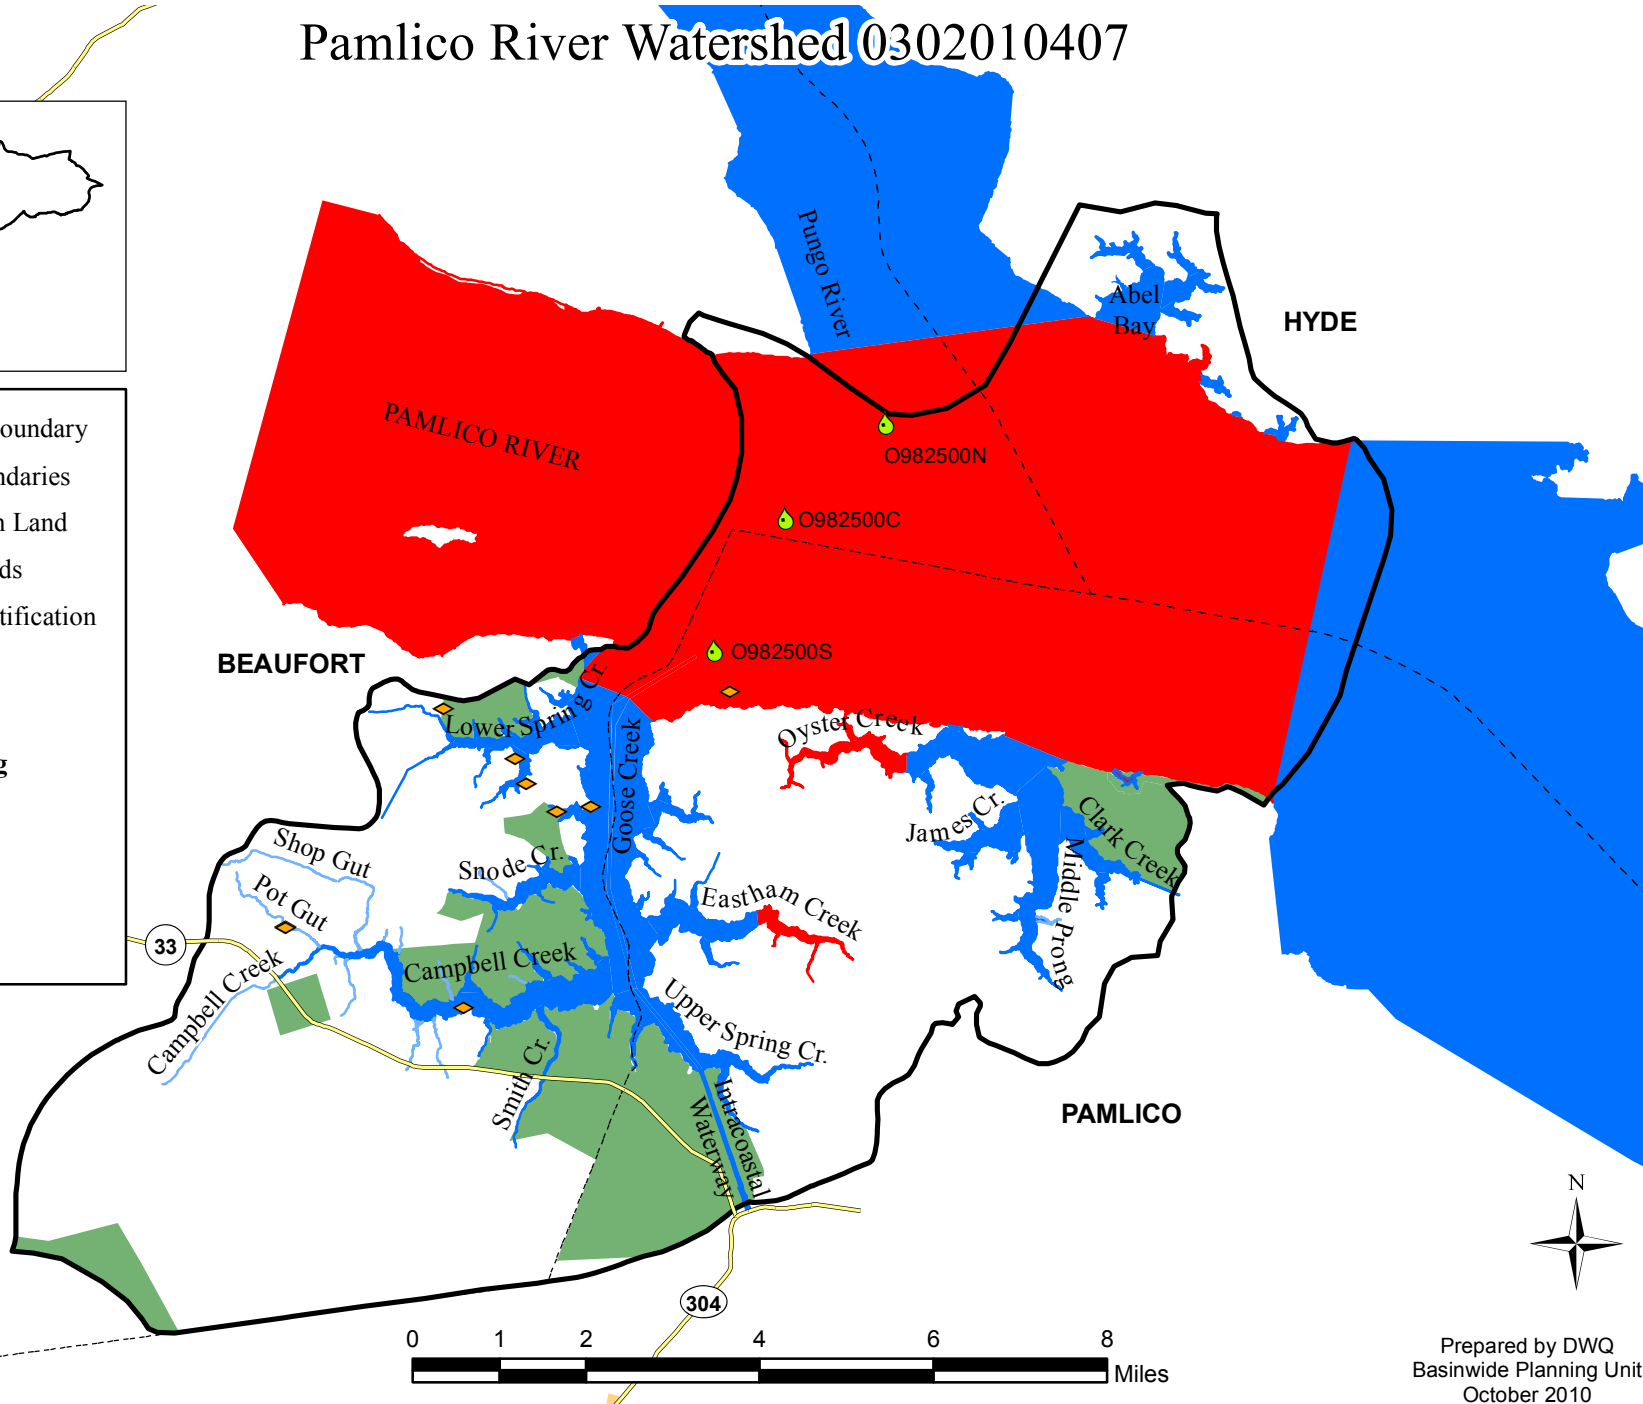 Pamlico River Watershed 0302010407
Pungo River
Abel
Bay
HYDE
PAMLICO RIVER
O982500N
O982500C
O982500S
BEAUFORT
Lower Spring Cr.
Goose Creek
Oyster Creek
James Cr.
Clark Creek
Middle Prong
Shop Gut
Pot Gut
Snode Cr.
Eastham Creek
33
Campbell Creek
Campbell Creek
Upper Spring Cr.
Smith Cr.
Intracoastal
Waterway
PAMLICO
304
oundary
ndaries
n Land
ds
tification
g
N
0 1 2 4 6 8
Miles
Prepared by DWQ
Basinwide Planning Unit
October 2010